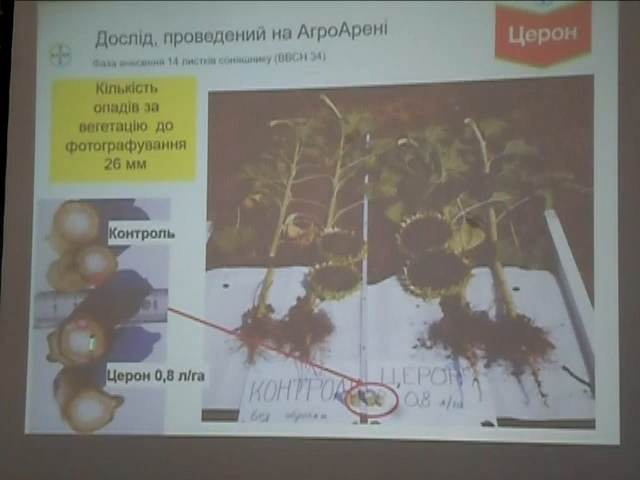 Дослід, проведений на АгроАрені
Церон
Фаза внесення 14 листків соняшнику (BBCH 34)
Кількість
опадів за
вегетацію до
фотографування
26 мм
Контроль
Церон 0,8 л/га
КОНТРОЛЬ
без обробки
ЦЕРОН
0,8 л/га